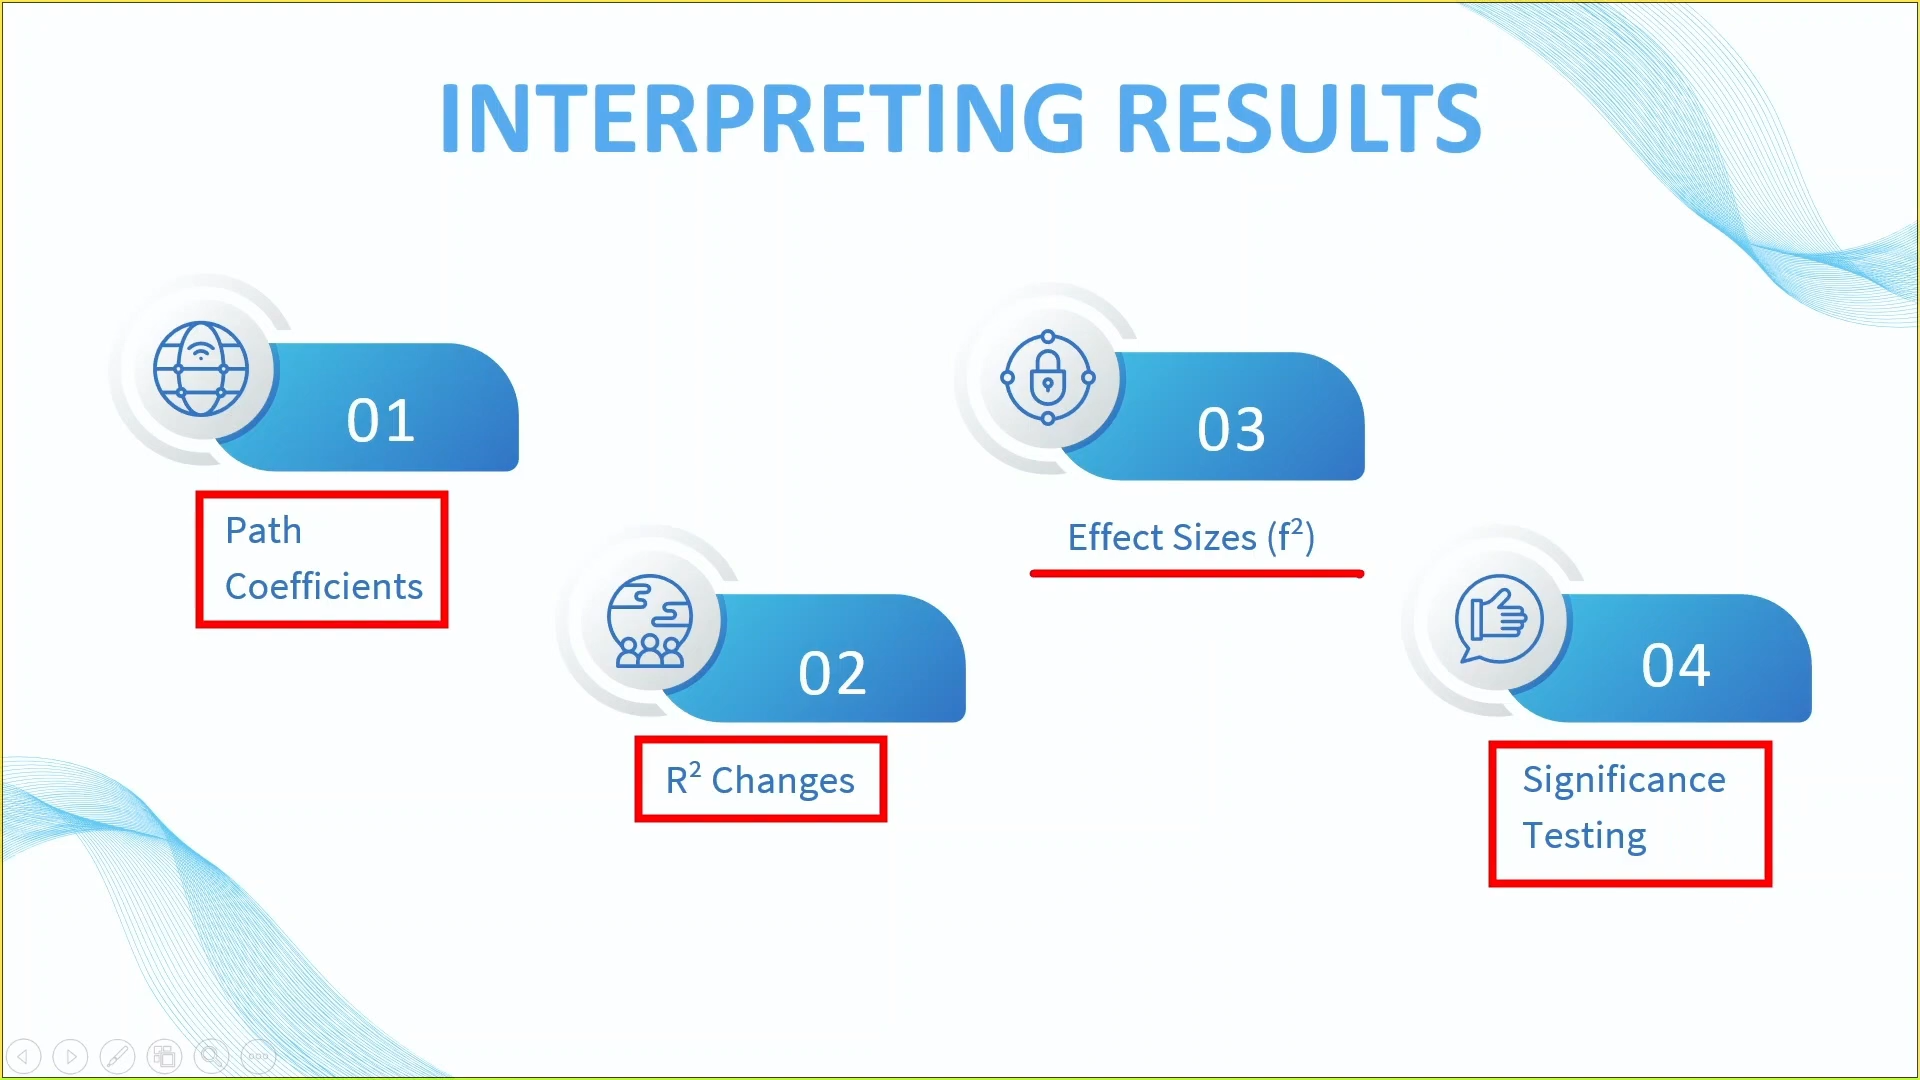 INTERPRETING RESULTS
01
Path
Coefficients
02
R² Changes
03
Effect Sizes (f²)
04
Significance
Testing